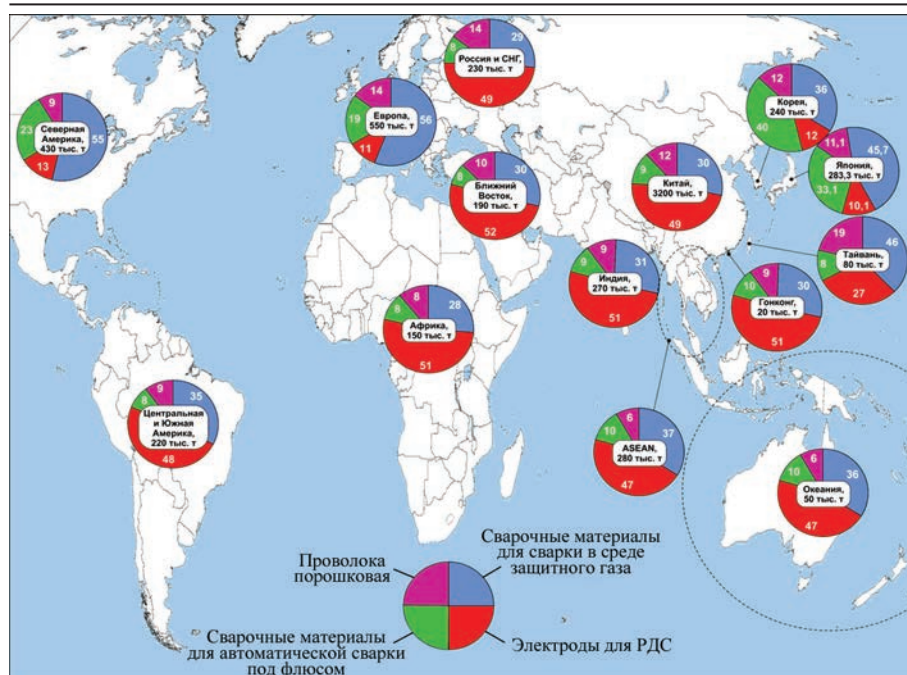 14
29
8
Россия и СНГ,
230 тыс. т
49
9
23
55
Северная
Америка,
430 тыс. т
13
14
19
56
Европа,
550 тыс. т
11
10
30
8
Ближний
Восток,
190 тыс. т
52
12
30
9
Китай,
3200 тыс. т
49
12
36
Корея,
240 тыс. т
40
12
11,1
45,7
Япония,
283,3 тыс. т
33,1
10,1
19
46
Тайвань,
80 тыс. т
8
27
9
31
9
Индия,
270 тыс. т
51
9
30
10
Гонконг,
20 тыс. т
51
8
28
8
Африка,
150 тыс. т
51
9
35
8
Центральная
и Южная
Америка,
220 тыс. т
48
6
37
10
ASEAN,
280 тыс. т
47
6
36
10
Океания,
50 тыс. т
47
Проволока
порошковая
Сварочные материалы
для сварки в среде
защитного газа
Сварочные материалы
для автоматической сварки
под флюсом
Электроды для РДС